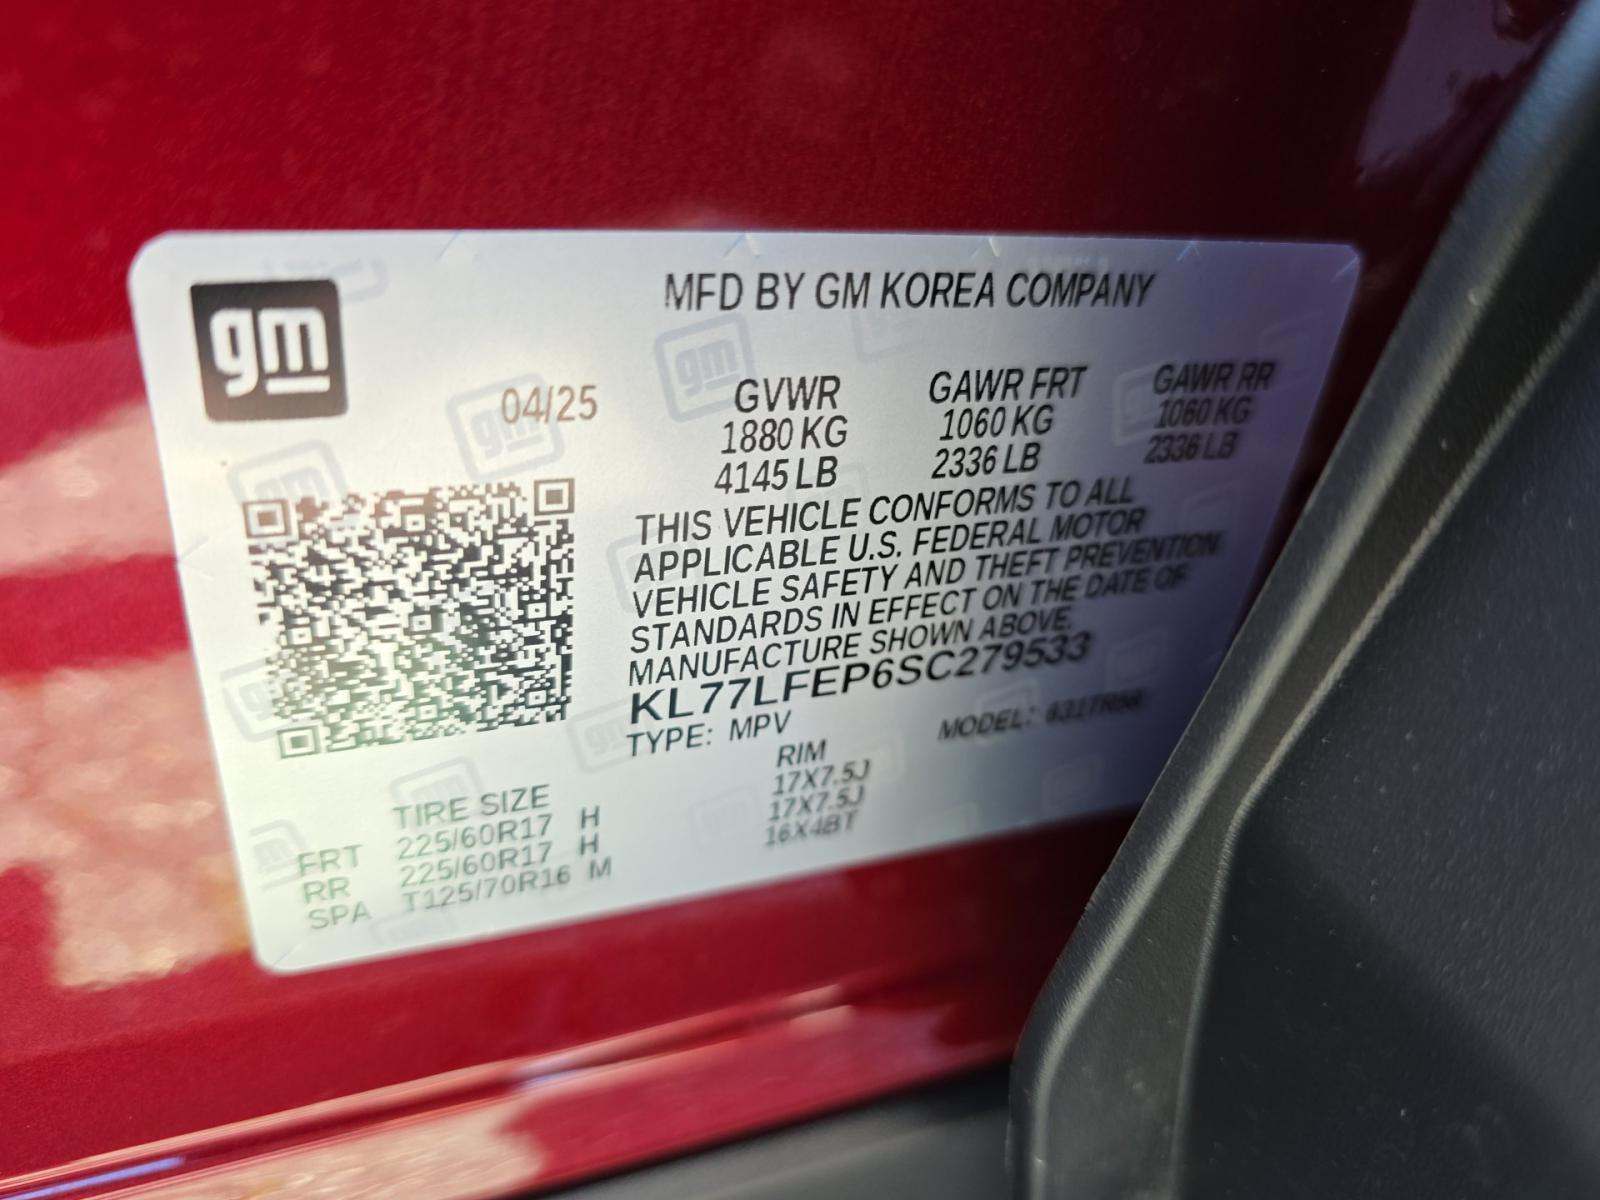 gm
MFD BY GM KOREA COMPANY
04/25
GVWR GAWR FRT GAWR RR
1880 KG 1060 KG 1060 KG
4145 LB 2336 LB 2336 LB
THIS VEHICLE CONFORMS TO ALL
APPLICABLE U.S. FEDERAL MOTOR
VEHICLE SAFETY AND THEFT PREVENTION
STANDARDS IN EFFECT ON THE DATE OF
MANUFACTURE SHOWN ABOVE.
KL77LFEP6SC279533
TYPE: MPV MODEL:
TIRE SIZE RIM
FRT 225/60R17 H 17X7.5J
RR 225/60R17 H 17X7.5J
SPA T125/70R16 M 16X4BT